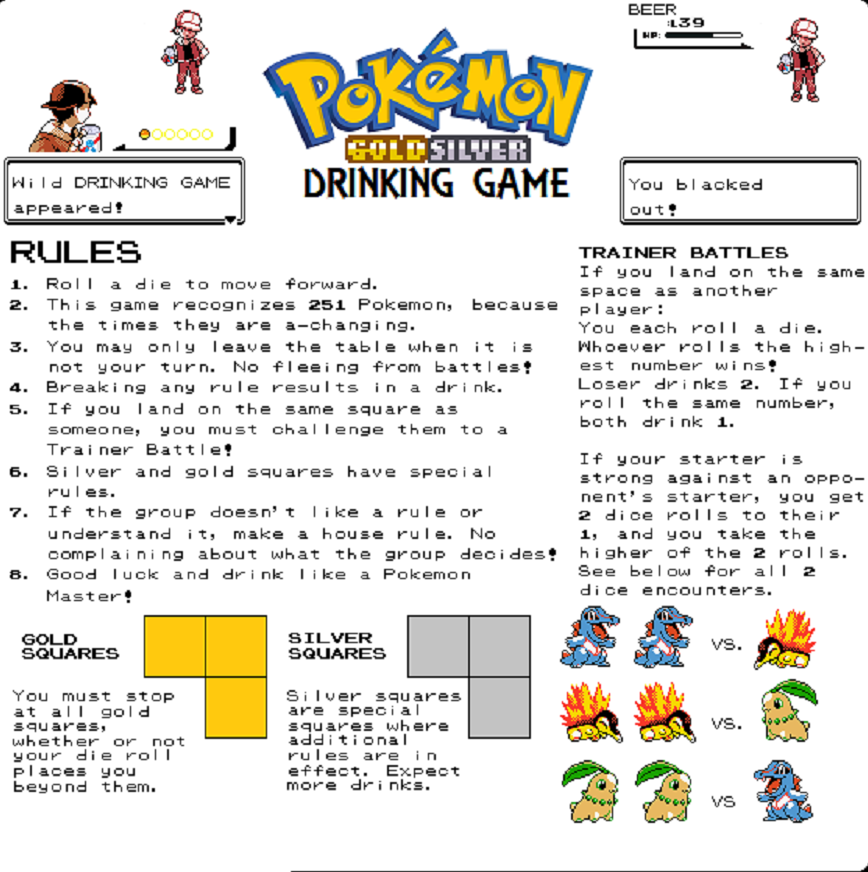 BEER
:L39
HP:
POKéMON
GOLD SILVER
DRINKING GAME
Wild DRINKING GAME
appeared!
You blacked
out!
RULES
1. Roll a die to move forward.
2. This game recognizes 251 Pokemon, because
the times they are a-changing.
3. You may only leave the table when it is
not your turn. No fleeing from battles!
4. Breaking any rule results in a drink.
5. If you land on the same square as
someone, you must challenge them to a
Trainer Battle!
6. Silver and gold squares have special
rules.
7. If the group doesn't like a rule or
understand it, make a house rule. No
complaining about what the group decides!
8. Good luck and drink like a Pokemon
Master!
TRAINER BATTLES
If you land on the same
space as another
player:
You each roll a die.
Whoever rolls the high-
est number wins!
Loser drinks 2. If you
roll the same number,
both drink 1.
If your starter is
strong against an oppo-
nent's starter, you get
2 dice rolls to their
1, and you take the
higher of the 2 rolls.
See below for all 2
dice encounters.
GOLD
SQUARES
You must stop
at all gold
squares,
whether or not
your die roll
places you
beyond them.
SILVER
SQUARES
Silver squares
are special
squares where
additional
rules are in
effect. Expect
more drinks.
VS.
VS.
VS